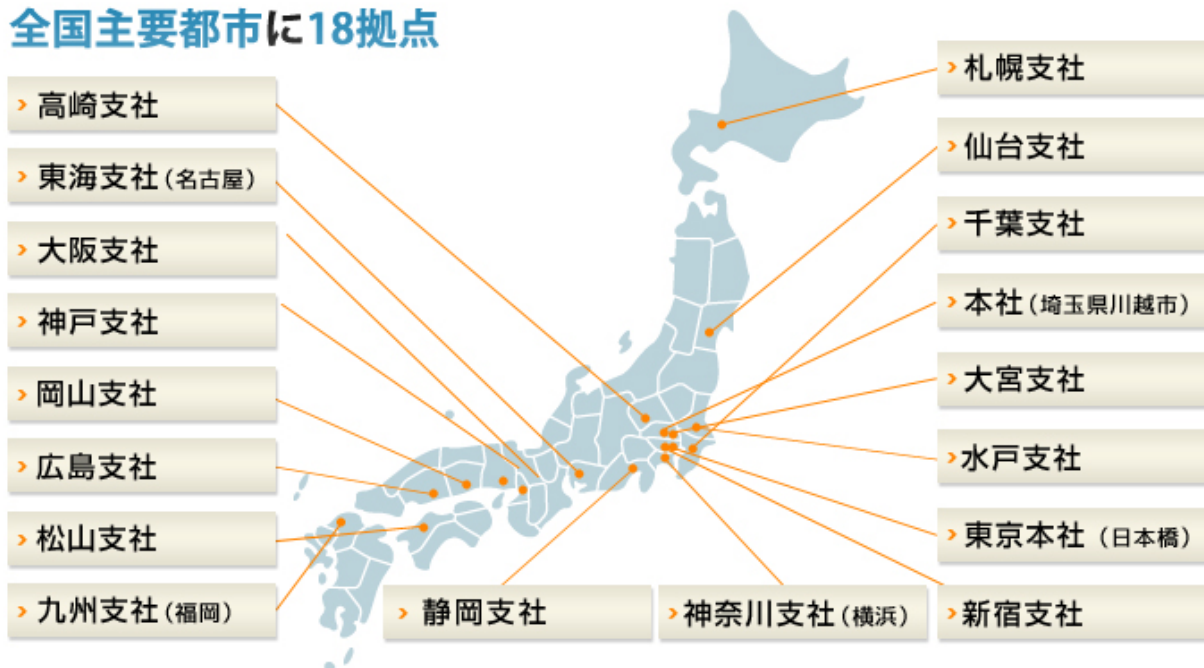 全国主要都市に18拠点
高崎支社
東海支社(名古屋)
大阪支社
神戸支社
岡山支社
広島支社
松山支社
九州支社(福岡)
静岡支社
神奈川支社(横浜)
札幌支社
仙台支社
千葉支社
本社(埼玉県川越市)
大宮支社
水戸支社
東京本社(日本橋)
新宿支社